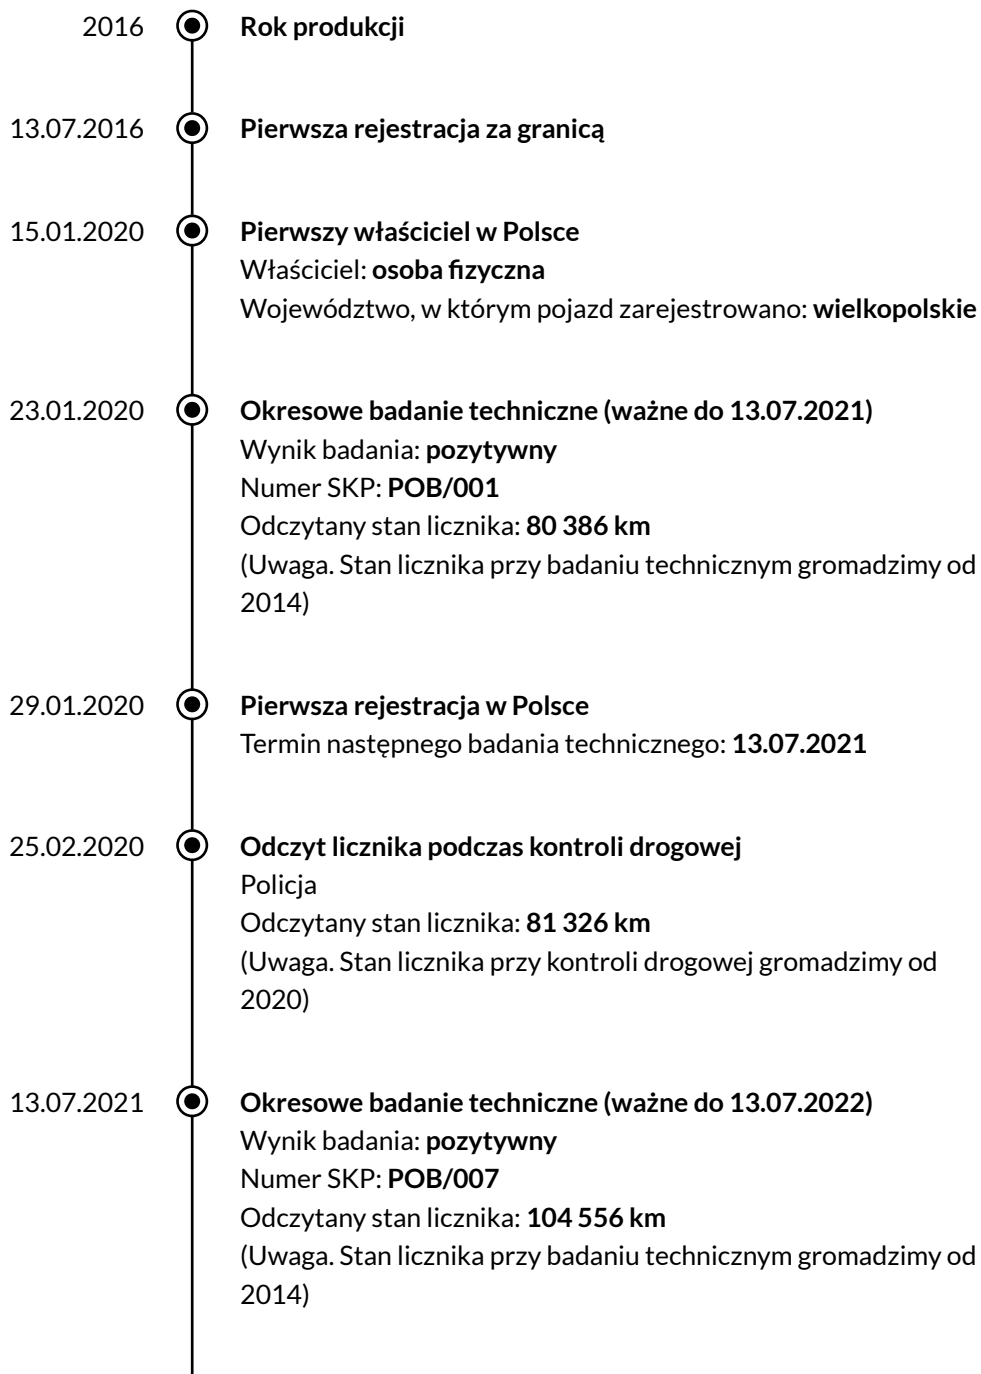 2016 Rok produkcji
13.07.2016 Pierwsza rejestracja za granicą
15.01.2020 Pierwszy właściciel w Polsce
Właściciel: osoba fizyczna
Województwo, w którym pojazd zarejestrowano: wielkopolskie
23.01.2020 Okresowe badanie techniczne (ważne do 13.07.2021)
Wynik badania: pozytywny
Numer SKP: POB/001
Odczytany stan licznika: 80 386 km
(Uwaga. Stan licznika przy badaniu technicznym gromadzimy od
2014)
29.01.2020 Pierwsza rejestracja w Polsce
Termin następnego badania technicznego: 13.07.2021
25.02.2020 Odczyt licznika podczas kontroli drogowej
Policja
Odczytany stan licznika: 81 326 km
(Uwaga. Stan licznika przy kontroli drogowej gromadzimy od
2020)
13.07.2021 Okresowe badanie techniczne (ważne do 13.07.2022)
Wynik badania: pozytywny
Numer SKP: POB/007
Odczytany stan licznika: 104 556 km
(Uwaga. Stan licznika przy badaniu technicznym gromadzimy od
2014)